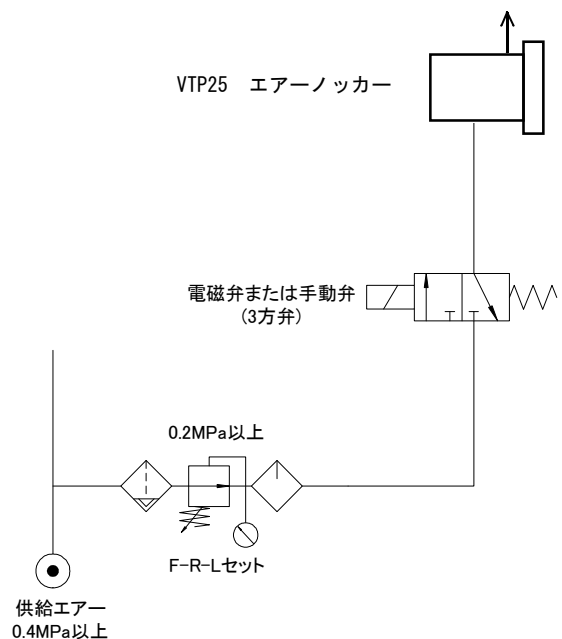 VTP25　エアーノッカー
電磁弁または手動弁
(3方弁)
0.2MPa以上
F-R-Lセット
供給エアー
0.4MPa以上